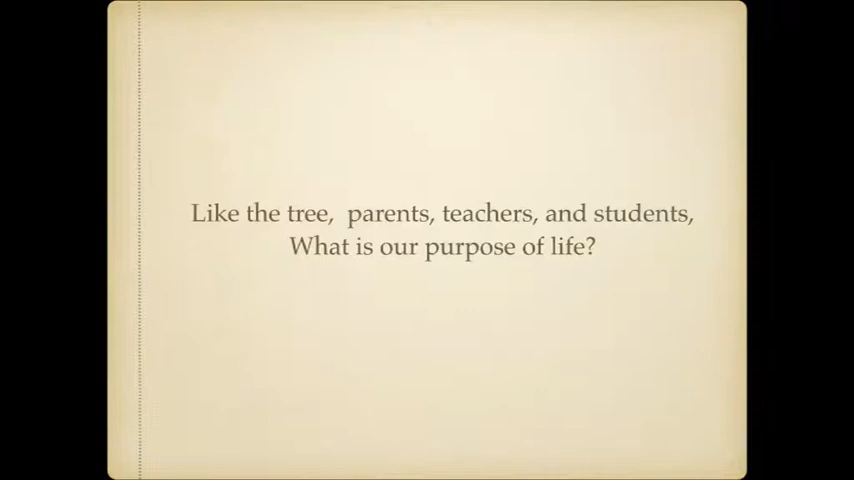 Like the tree,  parents, teachers, and students,
What is our purpose of life?